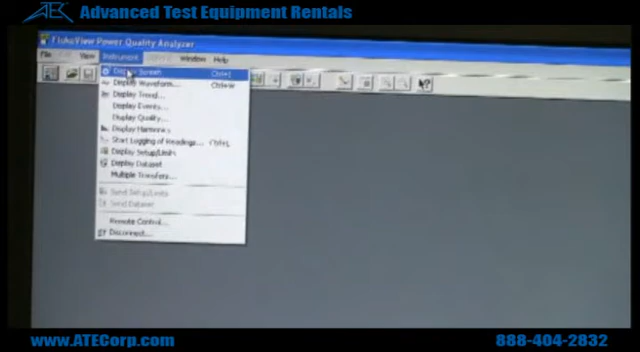 ATEC Advanced Test Equipment Rentals
FlukeView Power Quality Analyzer
File View Instrument Window Help
Display Screen Ctrl+I
Display Waveform... Ctrl+W
Display Trend...
Display Events...
Display Quality...
Display Harmonics
Start Logging of Readings... Ctrl+L
Display Setup/Limits
Display Dataset
Multiple Transfers...
Send Setup/Limits
Send Dataset
Remote Control...
Disconnect...
www.ATECorp.com 888-404-2832